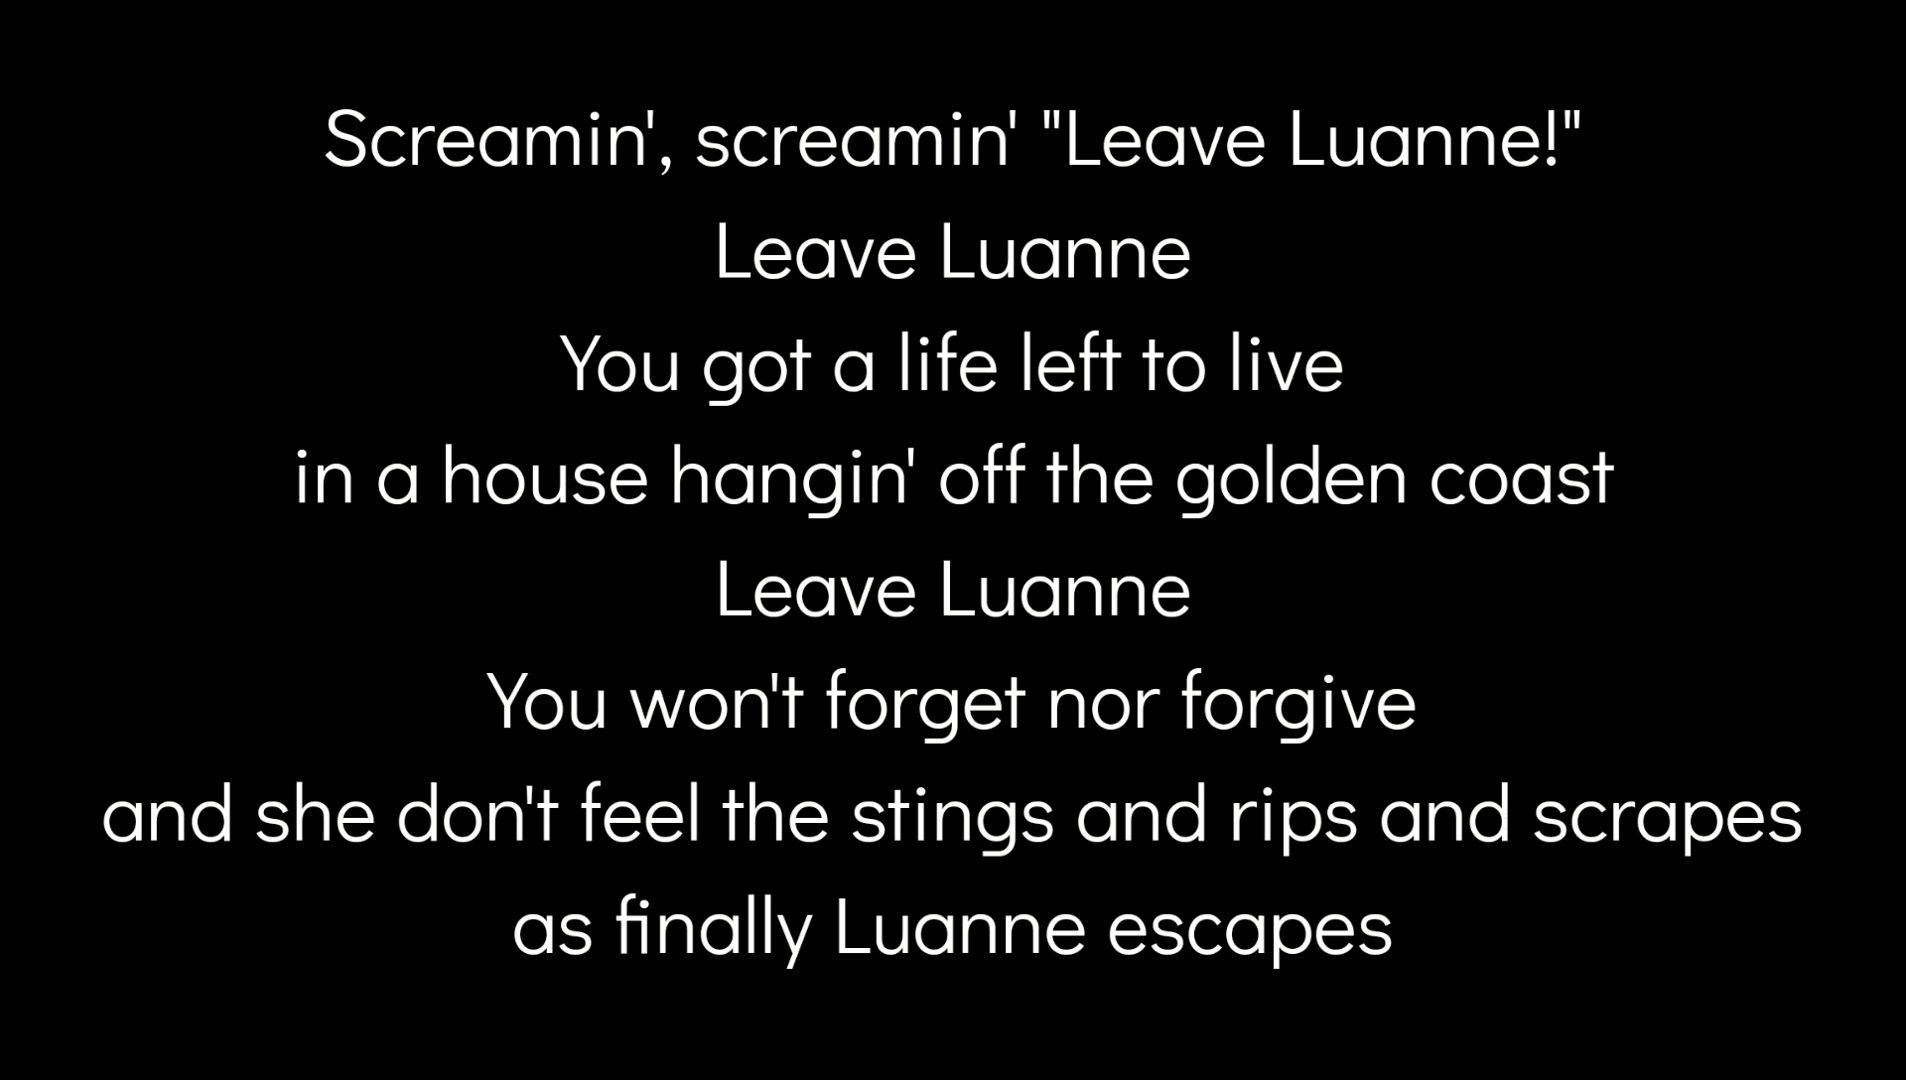 Screamin', screamin' "Leave Luanne!"
Leave Luanne
You got a life left to live
in a house hangin' off the golden coast
Leave Luanne
You won't forget nor forgive
and she don't feel the stings and rips and scrapes
as finally Luanne escapes